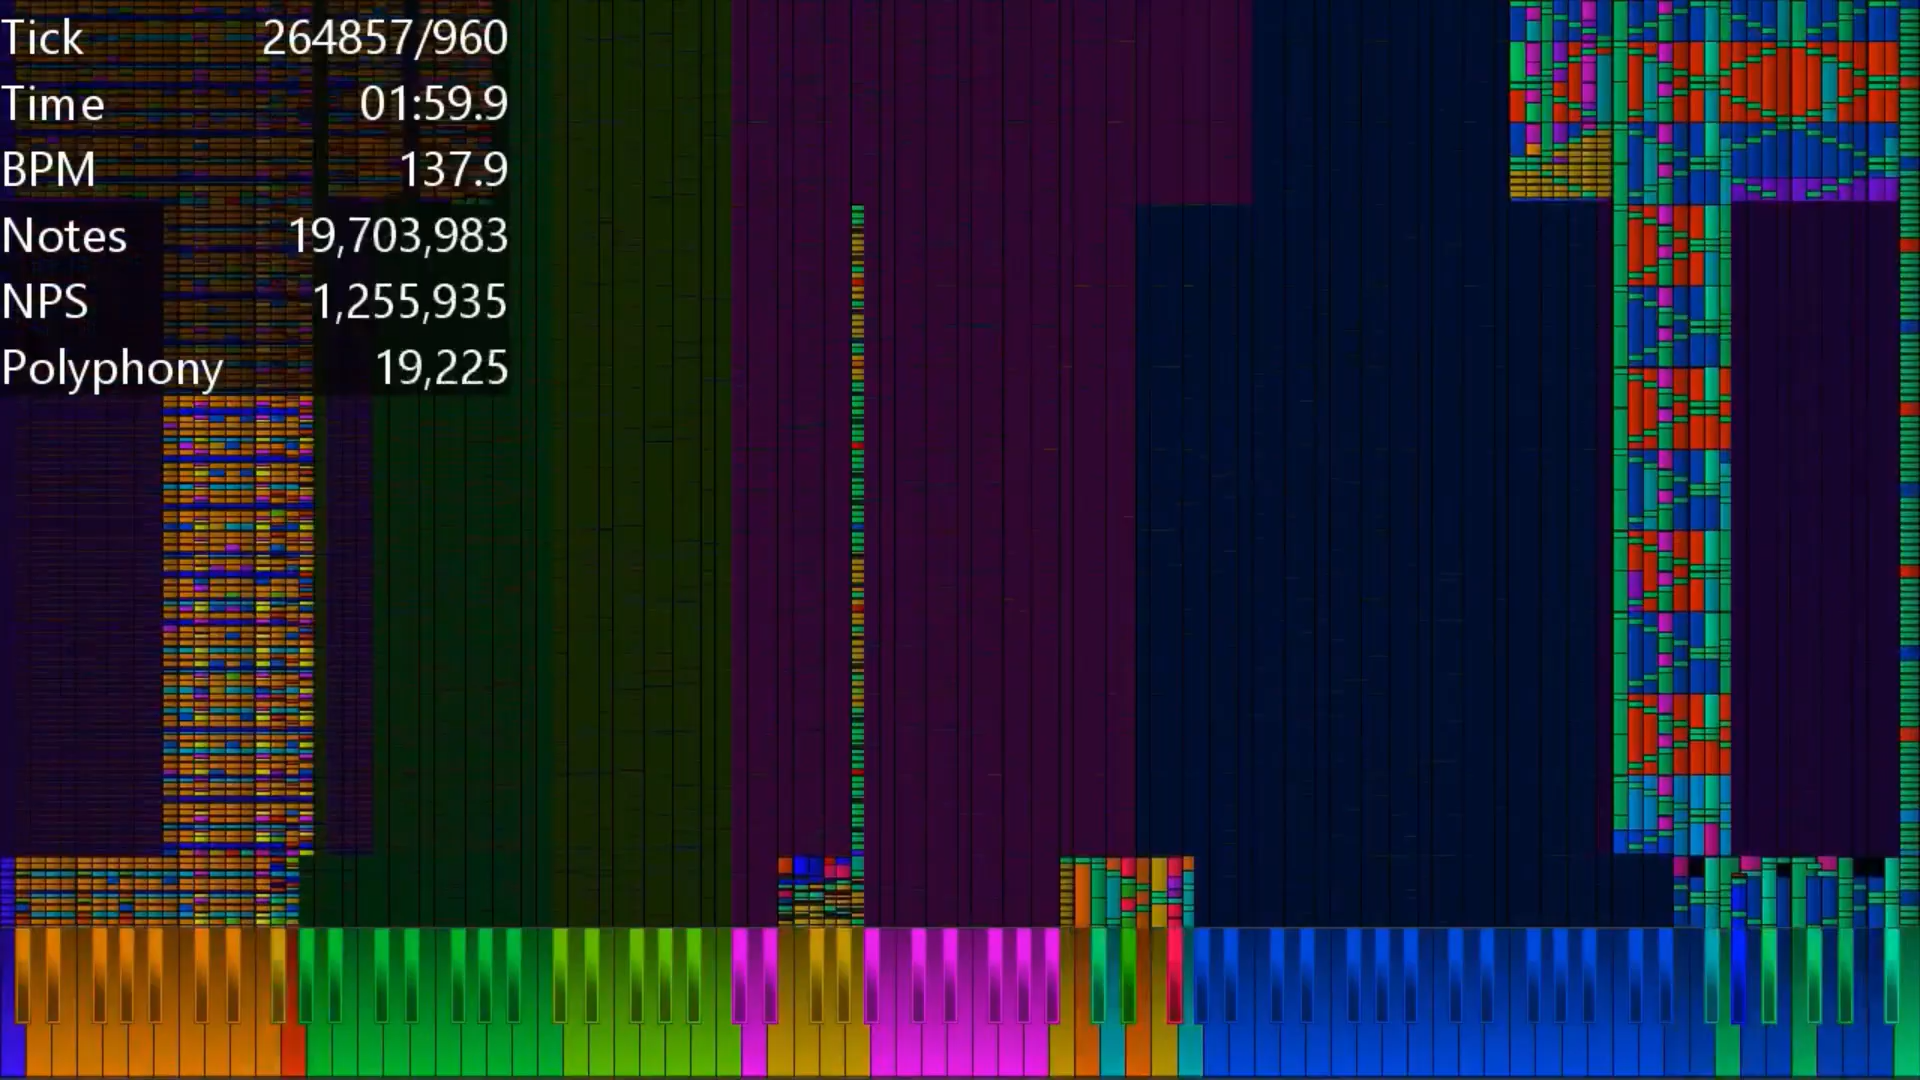 Tick 264857/960
Time 01:59.9
BPM 137.9
Notes 19,703,983
NPS 1,255,935
Polyphony 19,225